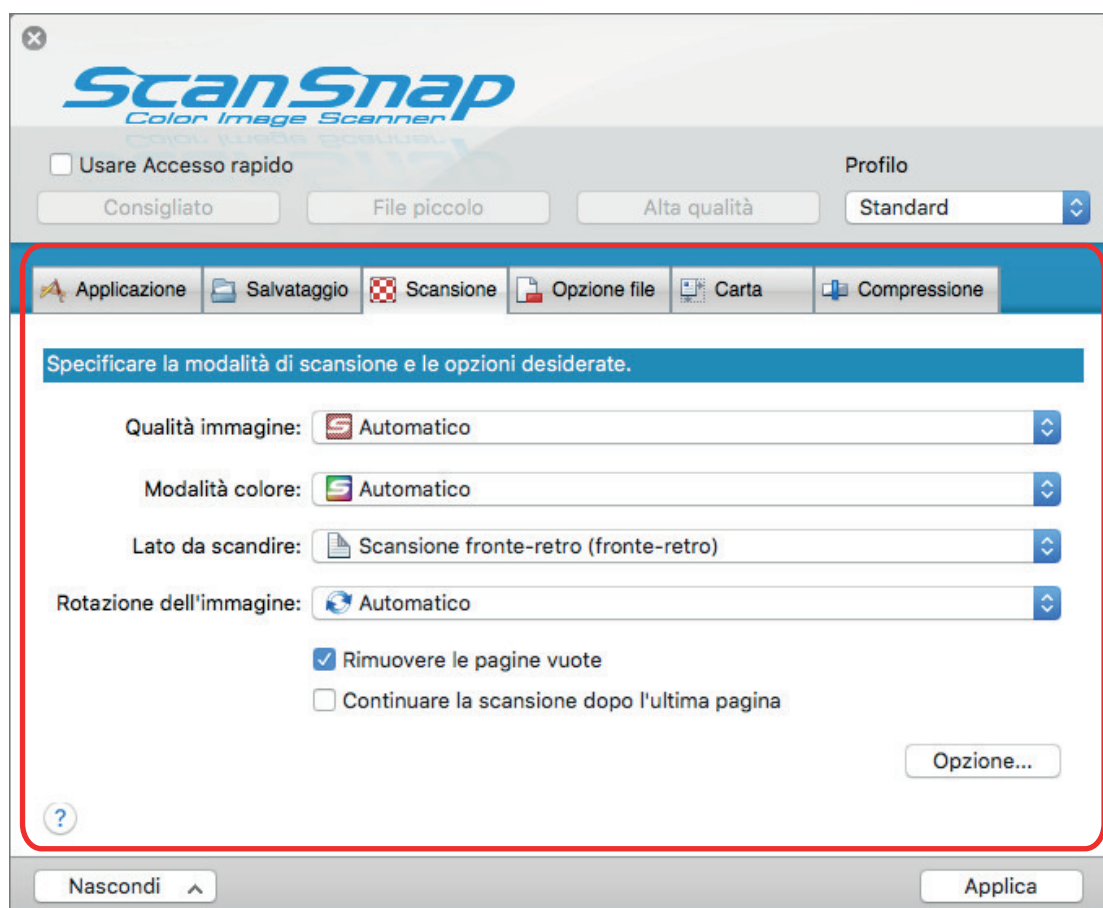 ScanSnap
Color Image Scanner
Usare Accesso rapido
Profilo
Consigliato File piccolo Alta qualità Standard
Applicazione Salvataggio Scansione Opzione file Carta Compressione
Specificare la modalità di scansione e le opzioni desiderate.
Qualità immagine: Automatico
Modalità colore: Automatico
Lato da scandire: Scansione fronte-retro (fronte-retro)
Rotazione dell'immagine: Automatico
Rimuovere le pagine vuote
Continuare la scansione dopo l'ultima pagina
Opzione...
?
Nascondi Applica